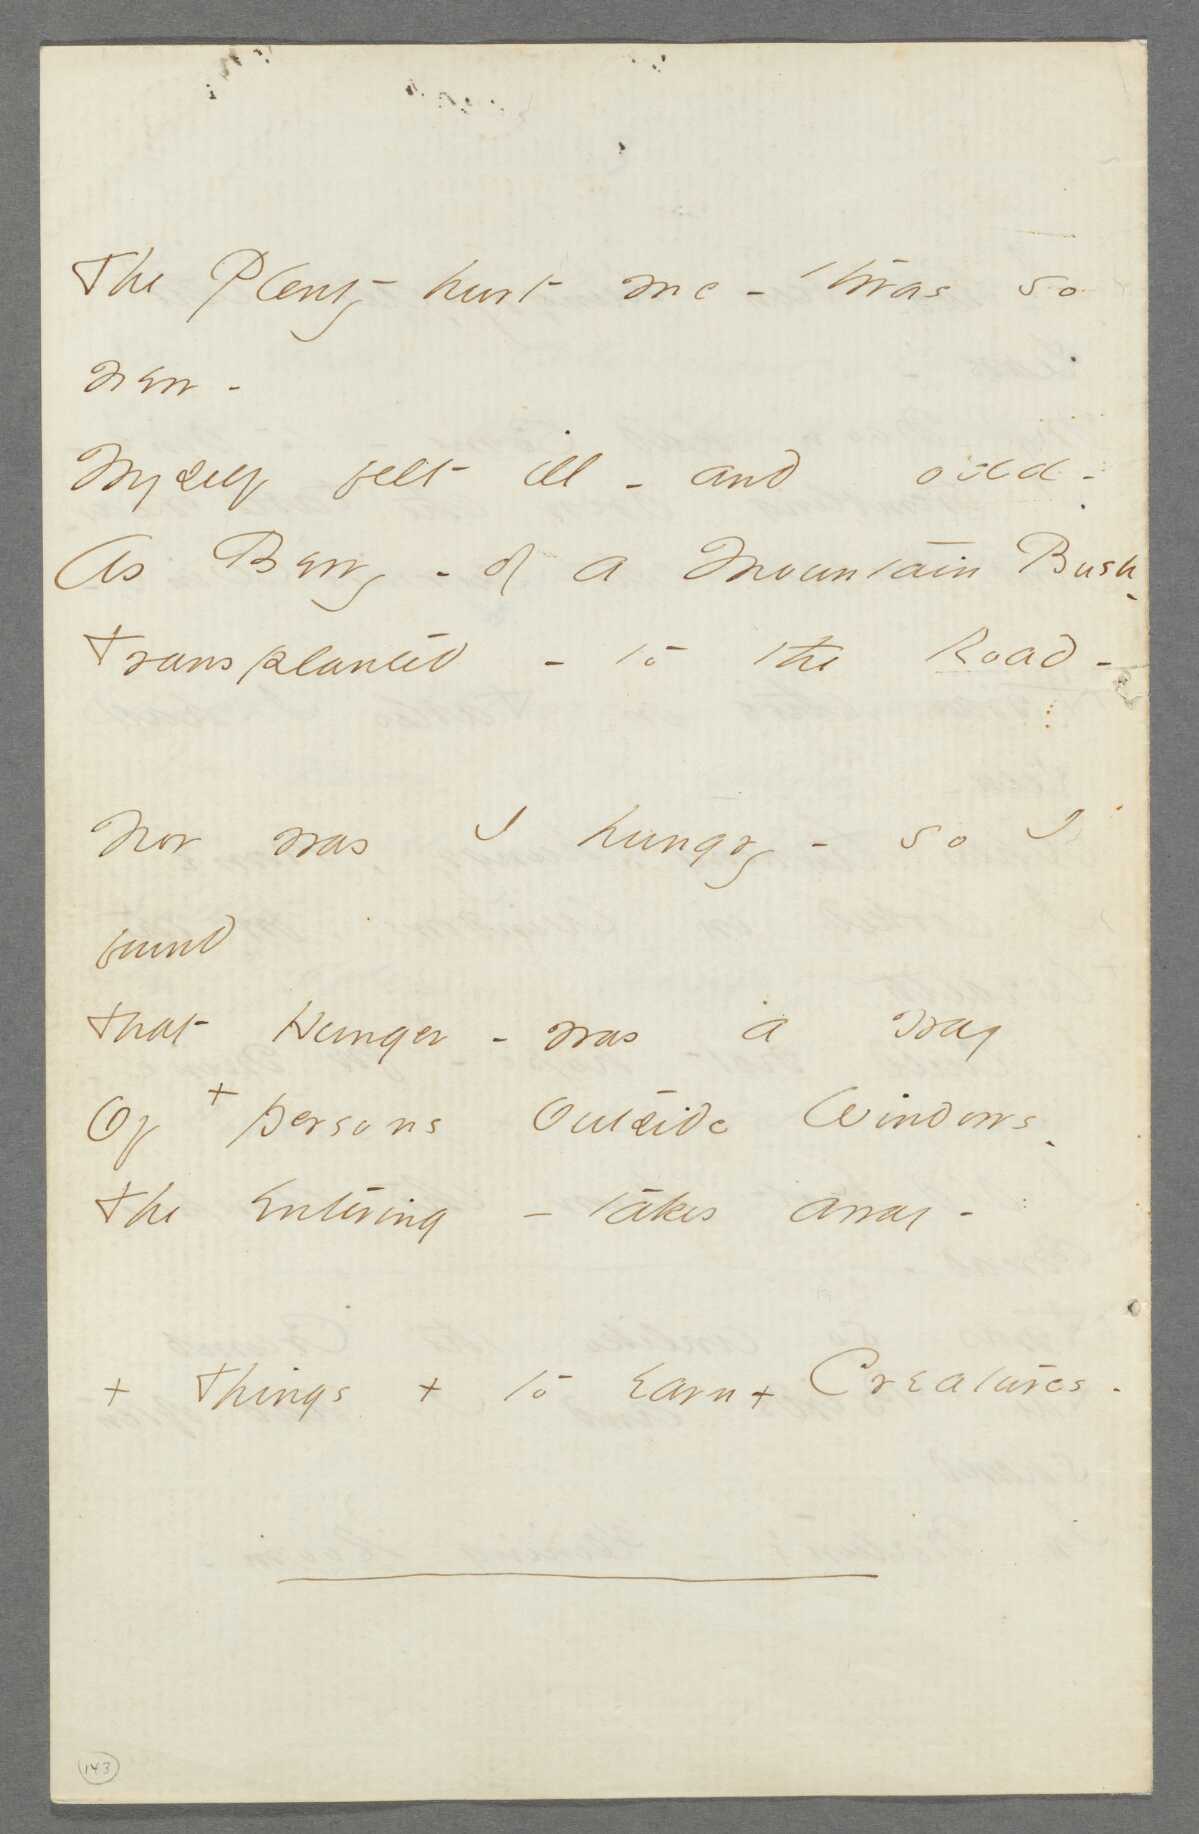 The Plenty hurt me - 'twas so
new -
Myself felt ill - and odd -
As Berry - of a Mountain Bush -
Transplanted - to the Road -
Nor was I hungry - so I
found
That Hunger - was a way
Of + persons Outside Windows -
The Entering - takes away -
+ Things + to Earn + Creatures -
143